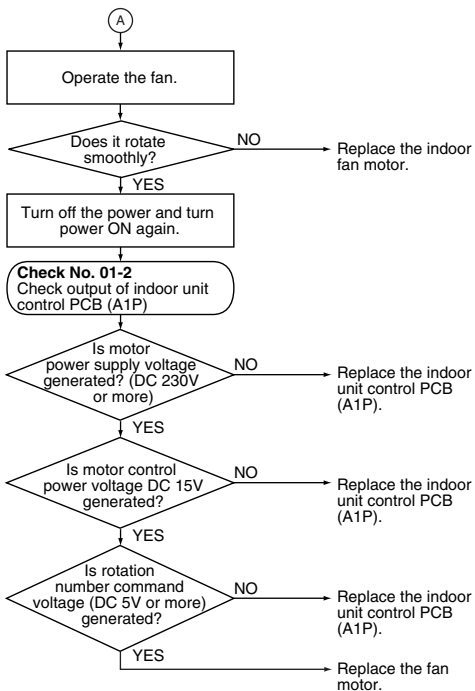 A
Operate the fan.
Does it rotate
smoothly?
NO
Replace the indoor
fan motor.
YES
Turn off the power and turn
power ON again.
Check No. 01-2
Check output of indoor unit
control PCB (A1P)
Is motor
power supply voltage
generated? (DC 230V
or more)
NO
Replace the indoor
unit control PCB
(A1P).
YES
Is motor control
power voltage DC 15V
generated?
NO
Replace the indoor
unit control PCB
(A1P).
YES
Is rotation
number command
voltage (DC 5V or more)
generated?
NO
Replace the indoor
unit control PCB
(A1P).
YES
Replace the fan
motor.